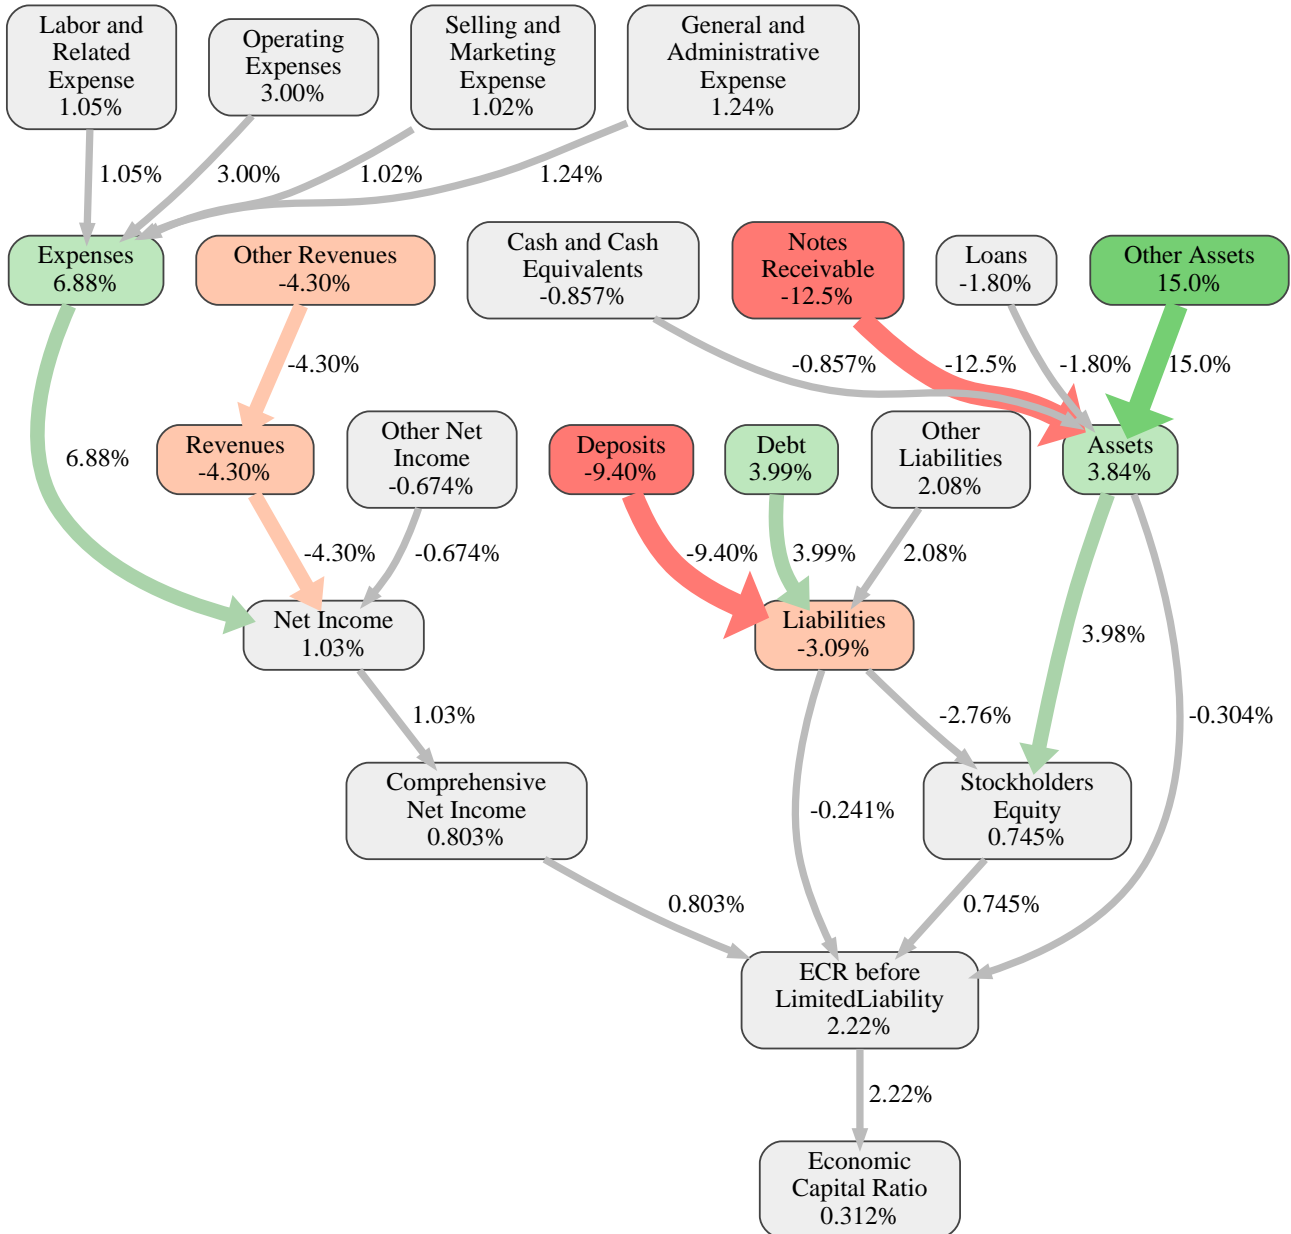 Labor and
Related
Expense
1.05%
Operating
Expenses
3.00%
Selling and
Marketing
Expense
1.02%
General and
Administrative
Expense
1.24%
1.05%
3.00%
1.02%
1.24%
Expenses
6.88%
Other Revenues
-4.30%
Cash and Cash
Equivalents
-0.857%
Notes
Receivable
-12.5%
Loans
-1.80%
Other Assets
15.0%
-4.30%
-0.857%
-12.5%
-1.80%
15.0%
6.88%
Revenues
-4.30%
Other Net
Income
-0.674%
Deposits
-9.40%
Debt
3.99%
Other
Liabilities
2.08%
Assets
3.84%
-4.30%
-0.674%
-9.40%
3.99%
2.08%
Net Income
1.03%
Liabilities
-3.09%
3.98%
1.03%
-2.76%
-0.304%
Comprehensive
Net Income
0.803%
-0.241%
Stockholders
Equity
0.745%
0.803%
0.745%
ECR before
LimitedLiability
2.22%
2.22%
Economic
Capital Ratio
0.312%